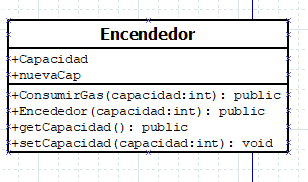 Encendedor
+Capacidad
+nuevaCap
+ConsumirGas(capacidad:int): public
+Encededor(capacidad:int): public
+getCapacidad(): public
+setCapacidad(capacidad:int): void